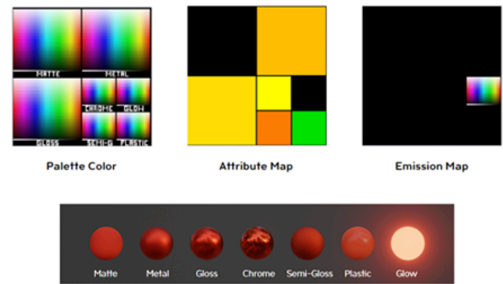 MATTE METAL
CHROME GLOW
GLOSS SEMI-G PLASTIC
Palette Color Attribute Map Emission Map
Matte Metal Gloss Chrome Semi-Gloss Plastic Glow